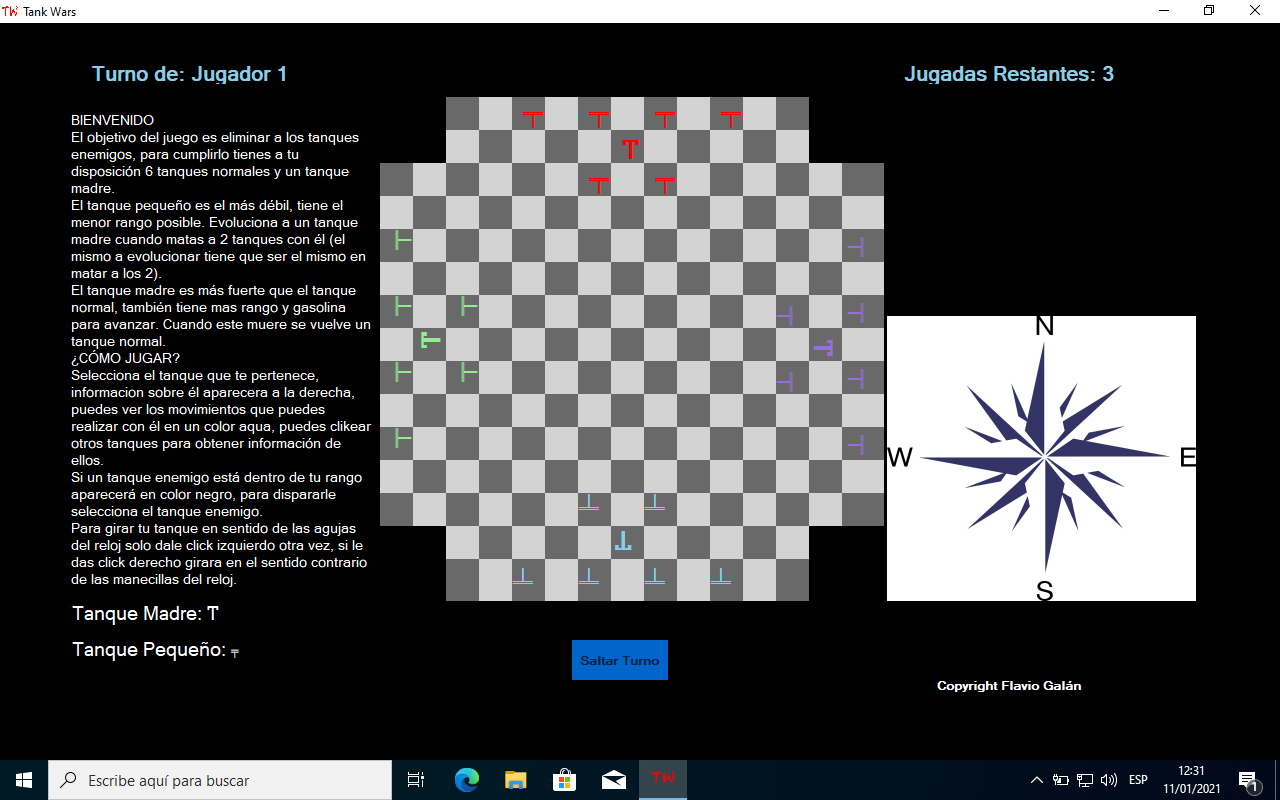 TW Tank Wars
Turno de: Jugador 1
Jugadas Restantes: 3
BIENVENIDO
El objetivo del juego es eliminar a los tanques
enemigos, para cumplirlo tienes a tu
disposición 6 tanques normales y un tanque
madre.
El tanque pequeño es el más débil, tiene el
menor rango posible. Evoluciona a un tanque
madre cuando matas a 2 tanques con él (el
mismo a evolucionar tiene que ser el mismo en
matar a los 2).
El tanque madre es más fuerte que el tanque
normal, también tiene mas rango y gasolina
para avanzar. Cuando este muere se vuelve un
tanque normal.
¿CÓMO JUGAR?
Selecciona el tanque que te pertenece,
informacion sobre él aparecera a la derecha,
puedes ver los movimientos que puedes
realizar con él en un color aqua, puedes clikear
otros tanques para obtener información de
ellos.
Si un tanque enemigo está dentro de tu rango
aparecerá en color negro, para dispararle
selecciona el tanque enemigo.
Para girar tu tanque en sentido de las agujas
del reloj solo dale click izquierdo otra vez, si le
das click derecho girara en el sentido contrario
de las manecillas del reloj.
Tanque Madre:
Tanque Pequeño:
N
W
E
S
Saltar Turno
Copyright Flavio Galán
Escribe aquí para buscar
TW
ESP
12:31
11/01/2021
1